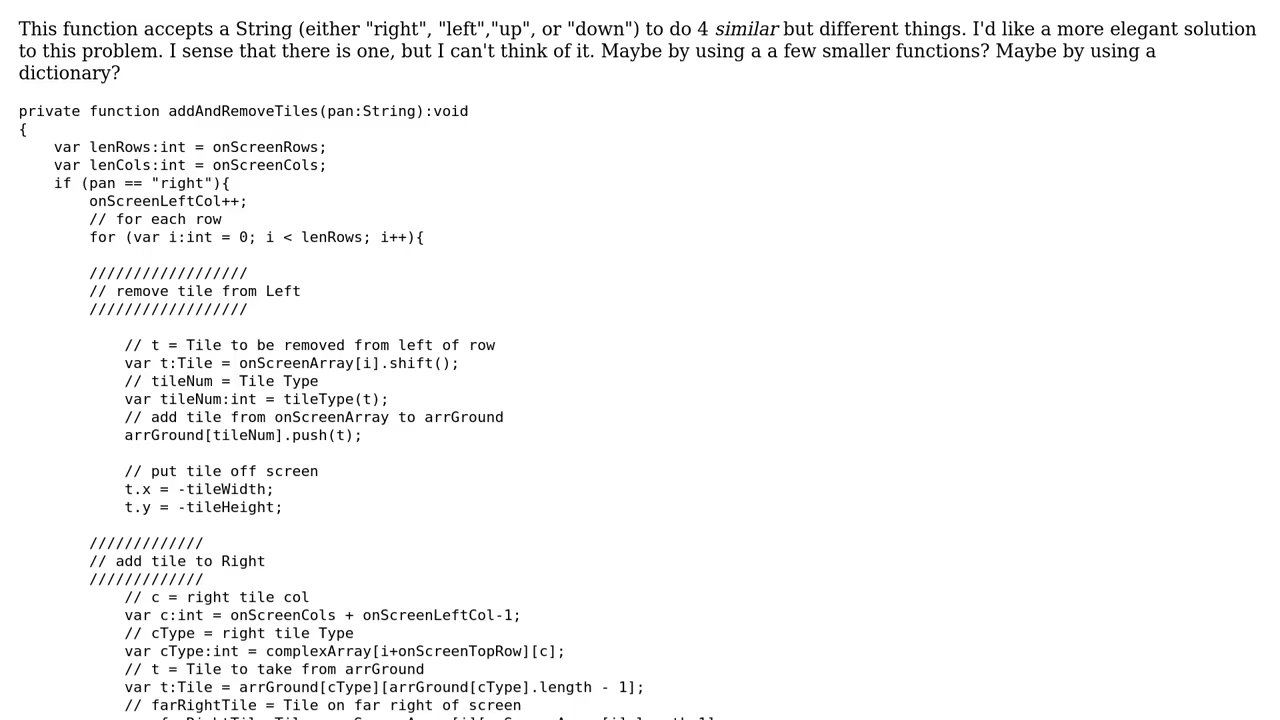 This function accepts a String (either "right", "left","up", or "down") to do 4 similar but different things. I'd like a more elegant solution
to this problem. I sense that there is one, but I can't think of it. Maybe by using a a few smaller functions? Maybe by using a
dictionary?
private function addAndRemoveTiles(pan:String):void
{
    var lenRows:int = onScreenRows;
    var lenCols:int = onScreenCols;
    if (pan == "right"){
        onScreenLeftCol++;
        // for each row
        for (var i:int = 0; i < lenRows; i++){
        //////////////////
        // remove tile from Left
        //////////////////
            // t = Tile to be removed from left of row
            var t:Tile = onScreenArray[i].shift();
            // tileNum = Tile Type
            var tileNum:int = tileType(t);
            // add tile from onScreenArray to arrGround
            arrGround[tileNum].push(t);
            // put tile off screen
            t.x = -tileWidth;
            t.y = -tileHeight;
        /////////////
        // add tile to Right
        /////////////
            // c = right tile col
            var c:int = onScreenCols + onScreenLeftCol-1;
            // cType = right tile Type
            var cType:int = complexArray[i+onScreenTopRow][c];
            // t = Tile to take from arrGround
            var t:Tile = arrGround[cType][arrGround[cType].length - 1];
            // farRightTile = Tile on far right of screen